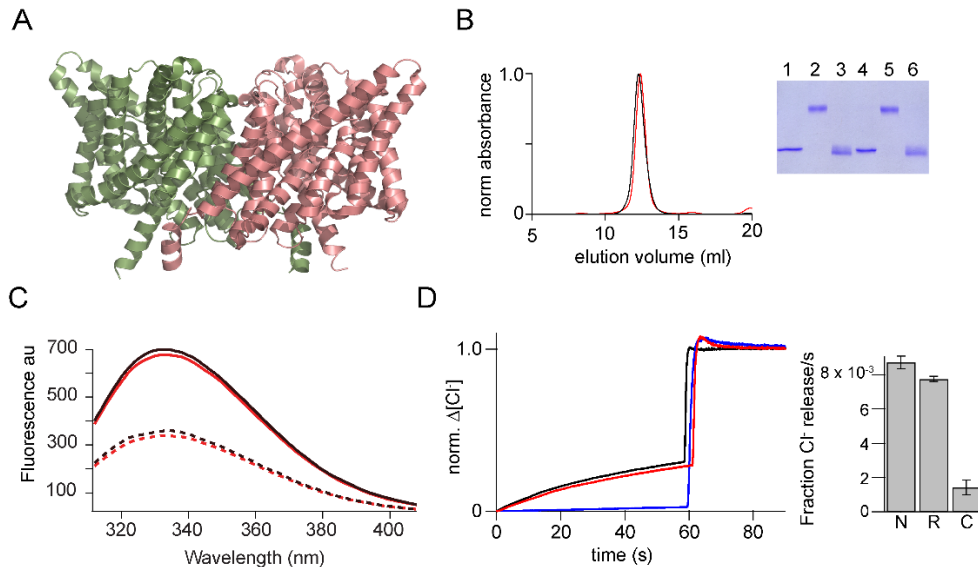 A
B
norm absorbance
1.0
0
5
10
15
20
elution volume (ml)
1 2 3 4 5 6
C
Fluorescence au
700
500
300
100
320
340
360
380
400
Wavelength (nm)
D
norm. Δ[Cl-]
1.0
0
0
20
40
60
80
time (s)
Fraction Cl- release/s
8 x 10-3
6
4
2
0
N R C